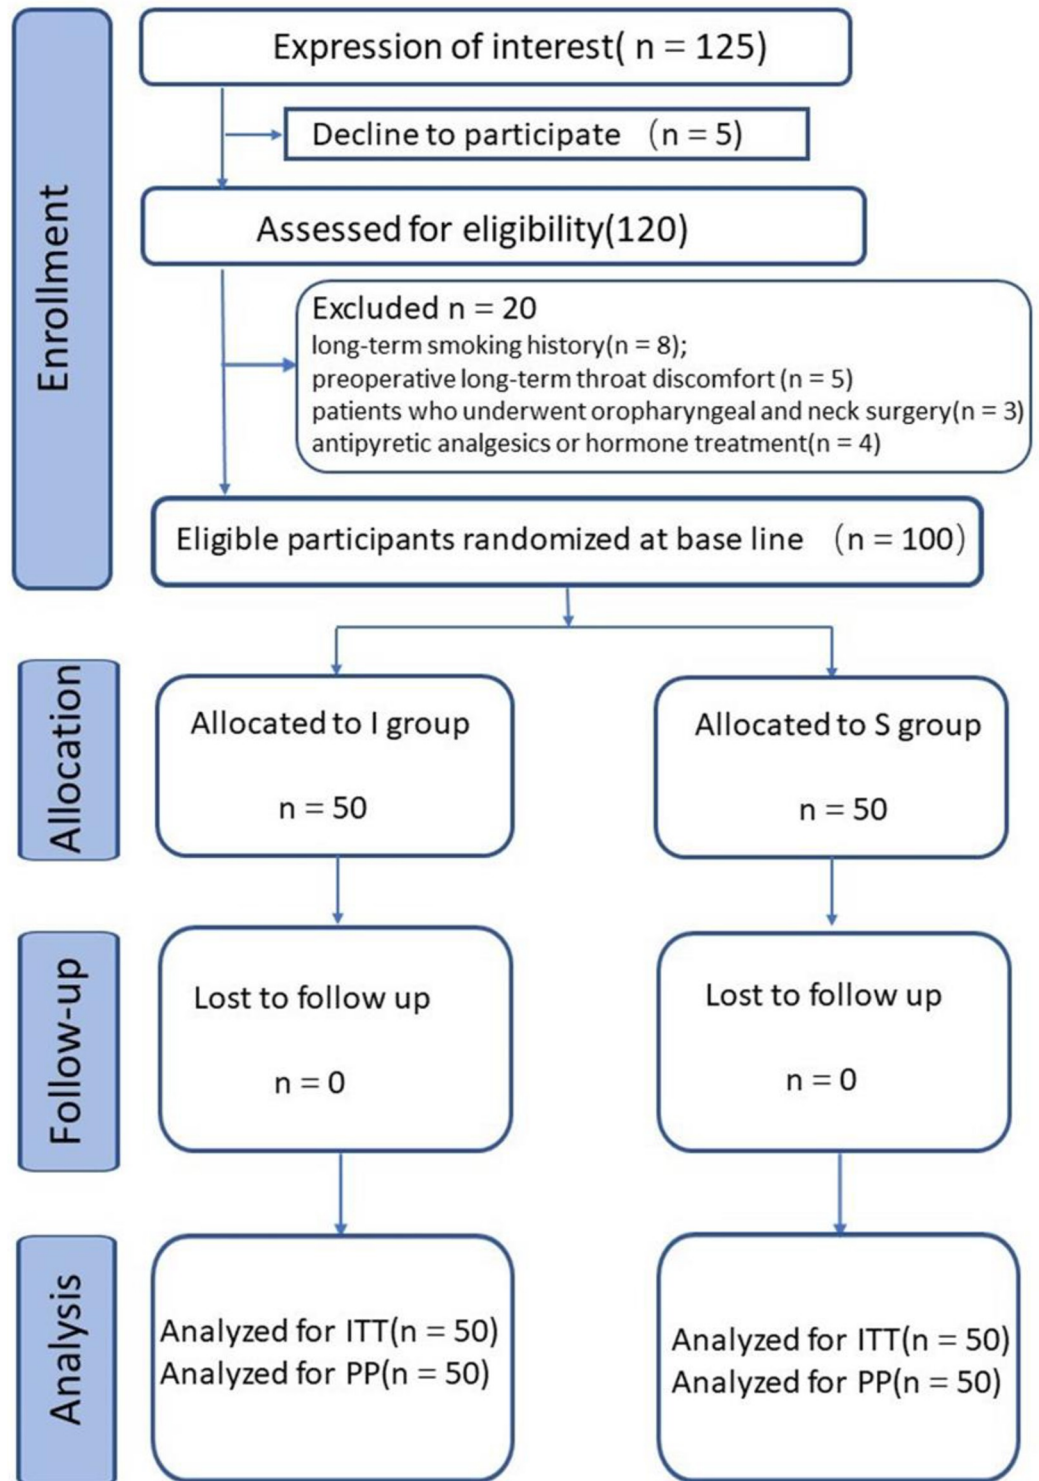 Enrollment
Expression of interest( n = 125)
Decline to participate （n = 5)
Assessed for eligibility(120)
Excluded n = 20
long-term smoking history(n = 8);
preoperative long-term throat discomfort (n = 5)
patients who underwent oropharyngeal and neck surgery(n = 3)
antipyretic analgesics or hormone treatment(n = 4)
Eligible participants randomized at base line （n = 100)
Allocation
Allocated to I group
n = 50
Allocated to S group
n = 50
Follow-up
Lost to follow up
n = 0
Lost to follow up
n = 0
Analysis
Analyzed for ITT(n = 50)
Analyzed for PP(n = 50)
Analyzed for ITT(n = 50)
Analyzed for PP(n = 50)